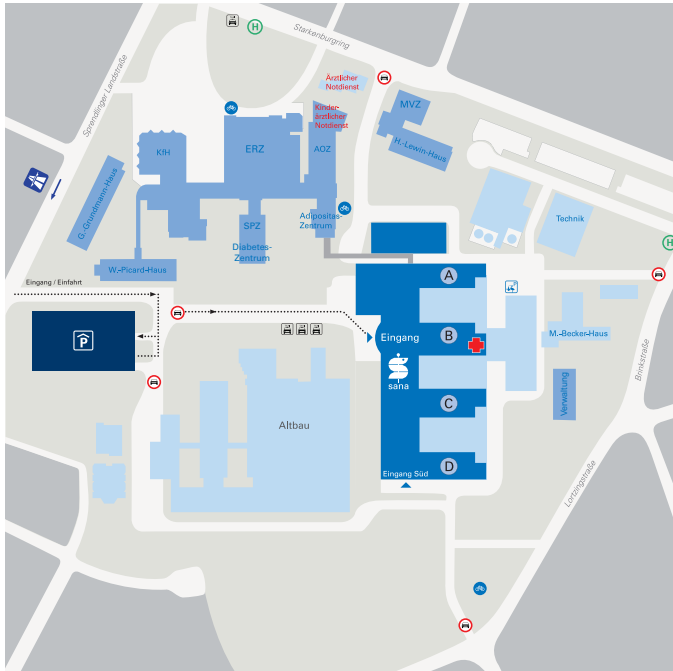 H
Starkenburgring
Sprendlinger Landstraße
Ärztlicher
Notdienst
Kinder-
ärztlicher
Notdienst
MVZ
H.-Lewin-Haus
KfH
ERZ
AOZ
G.-Grundmann-Haus
SPZ
Diabetes-
Zentrum
Adipositas-
Zentrum
Technik
H
W.-Picard-Haus
Eingang / Einfahrt
A
B
Eingang
sana
P
M.-Becker-Haus
Brinkstraße
Verwaltung
C
Altbau
D
Eingang Süd
Lortzingstraße